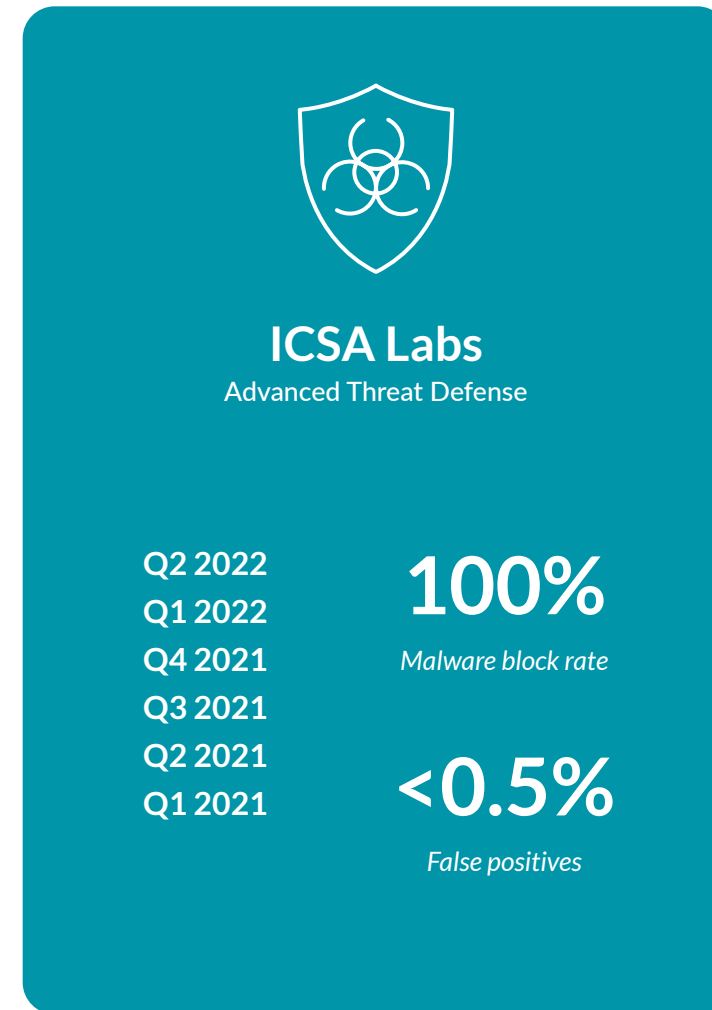 ICSA Labs
Advanced Threat Defense
Q2 2022
Q1 2022
Q4 2021
Q3 2021
Q2 2021
Q1 2021
100%
Malware block rate
<0.5%
False positives